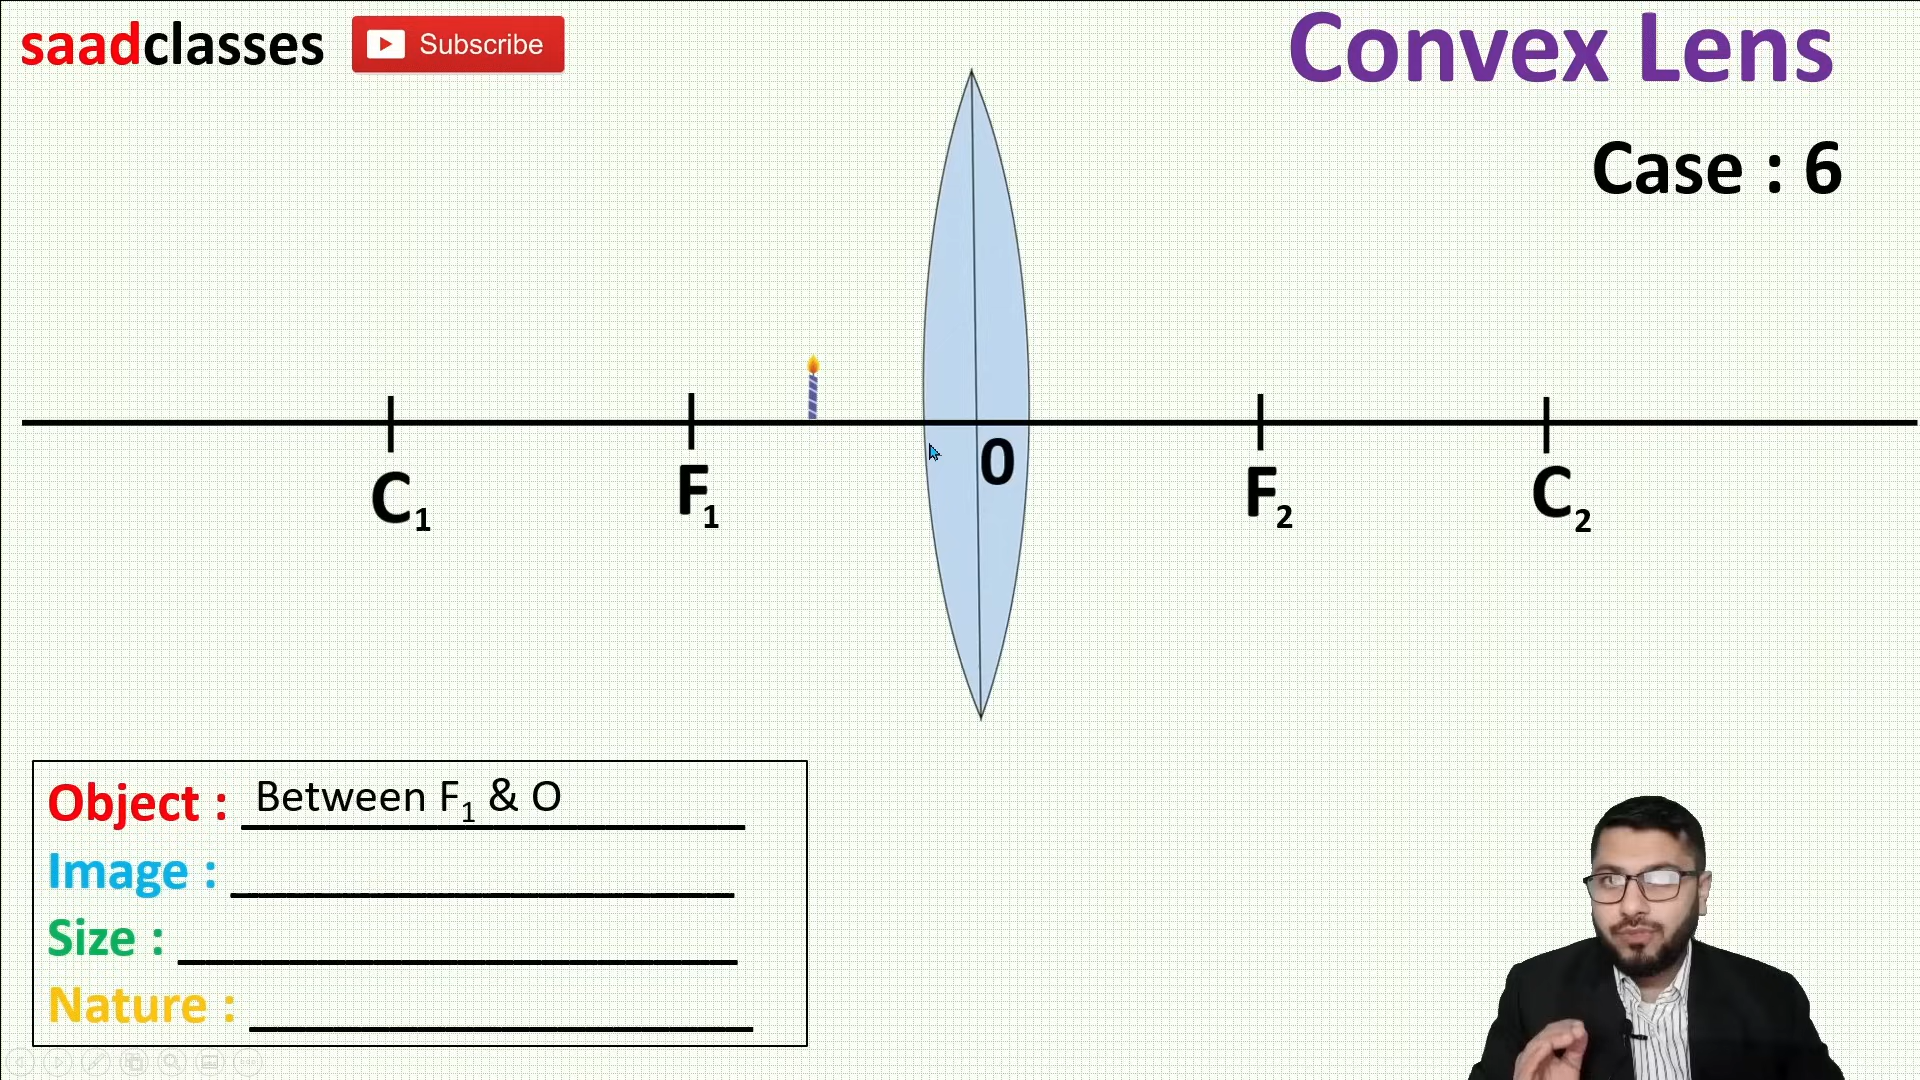 saadclasses
Subscribe
Convex Lens
Case : 6
O
C1
F1
F2
C2
Object : Between F1 & O
Image :
Size :
Nature :